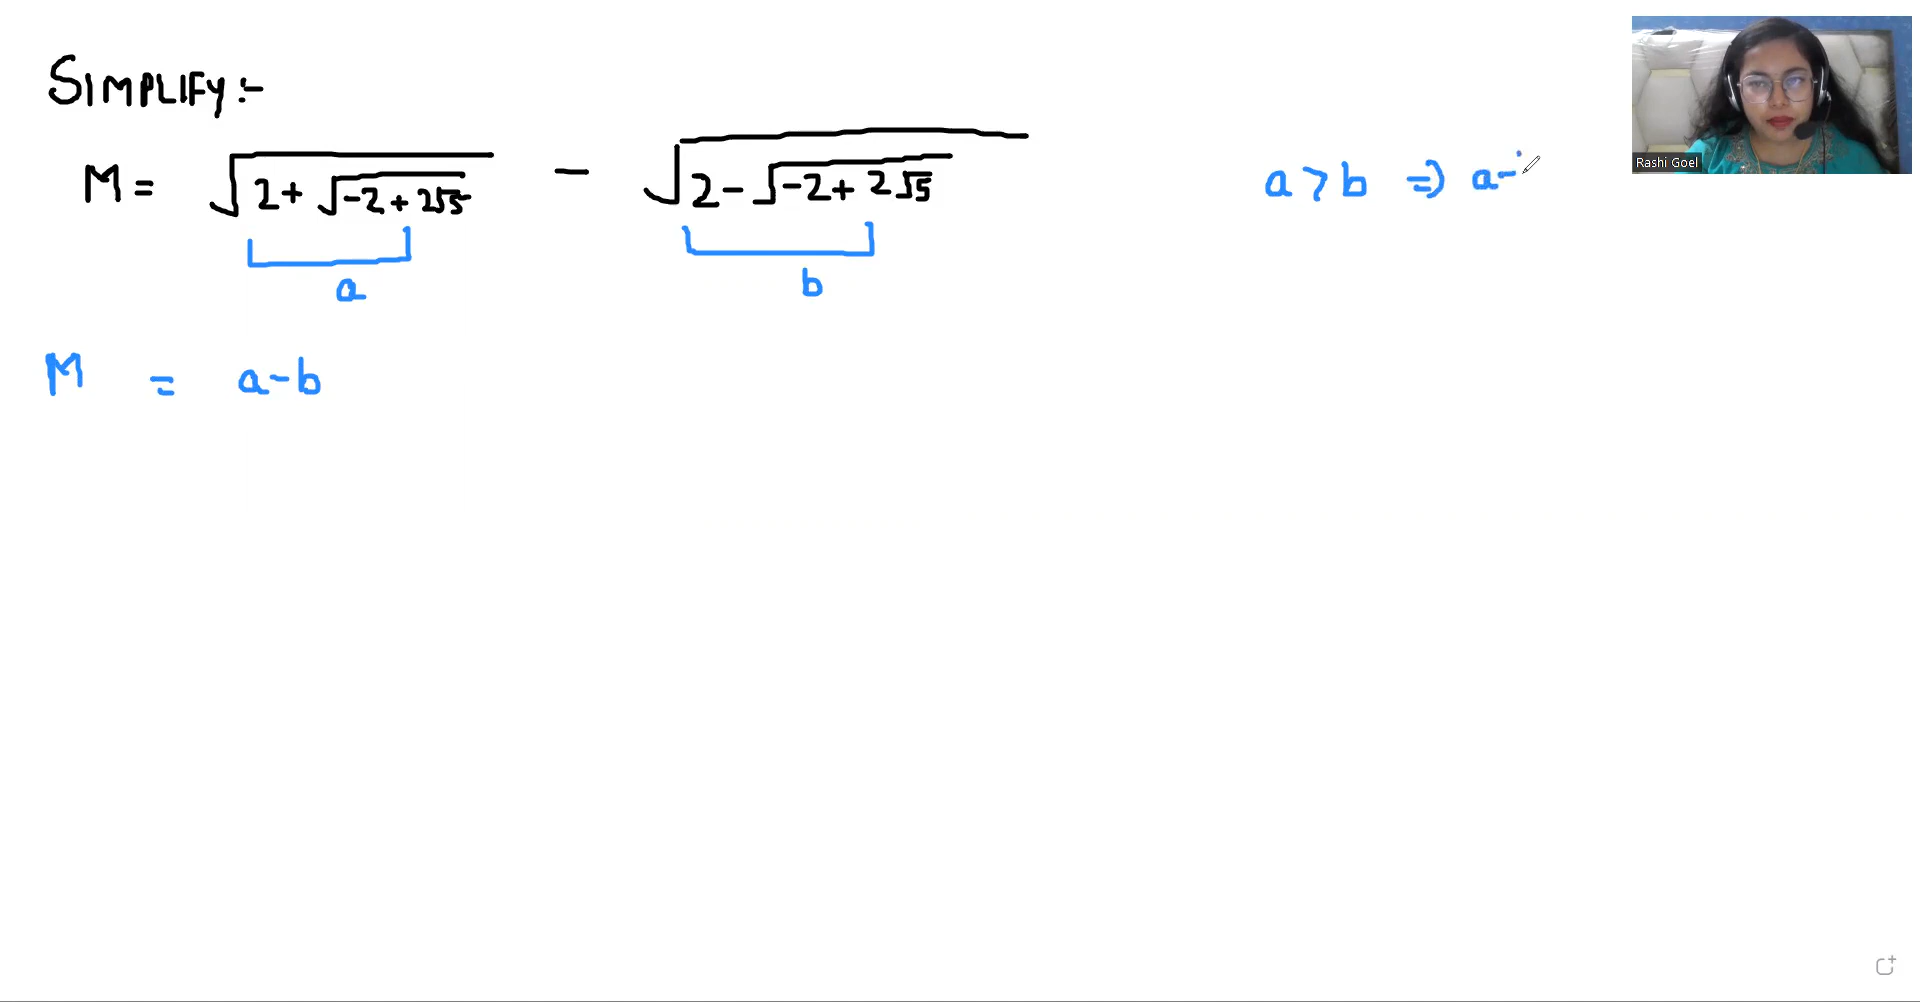 SIMPLIFY:-
M = √(2+√(-2+2√5)) - √(2-√(-2+2√5))
a > b ⇒ a-
a
b
M = a-b
Rashi Goel